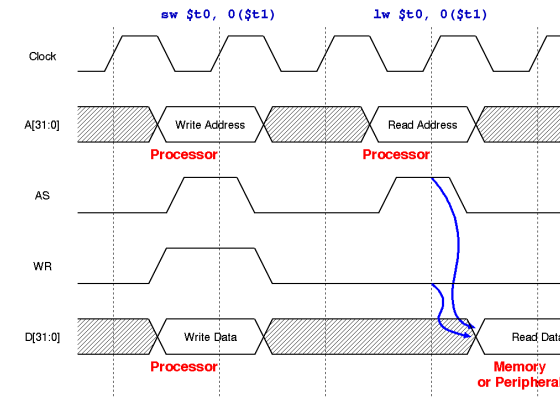 sw $t0, 0($t1) lw $t0, 0($t1)
Clock
A[31:0] Write Address Read Address
Processor Processor
AS
WR
D[31:0] Write Data Read Data
Processor Memory
or Peripheral